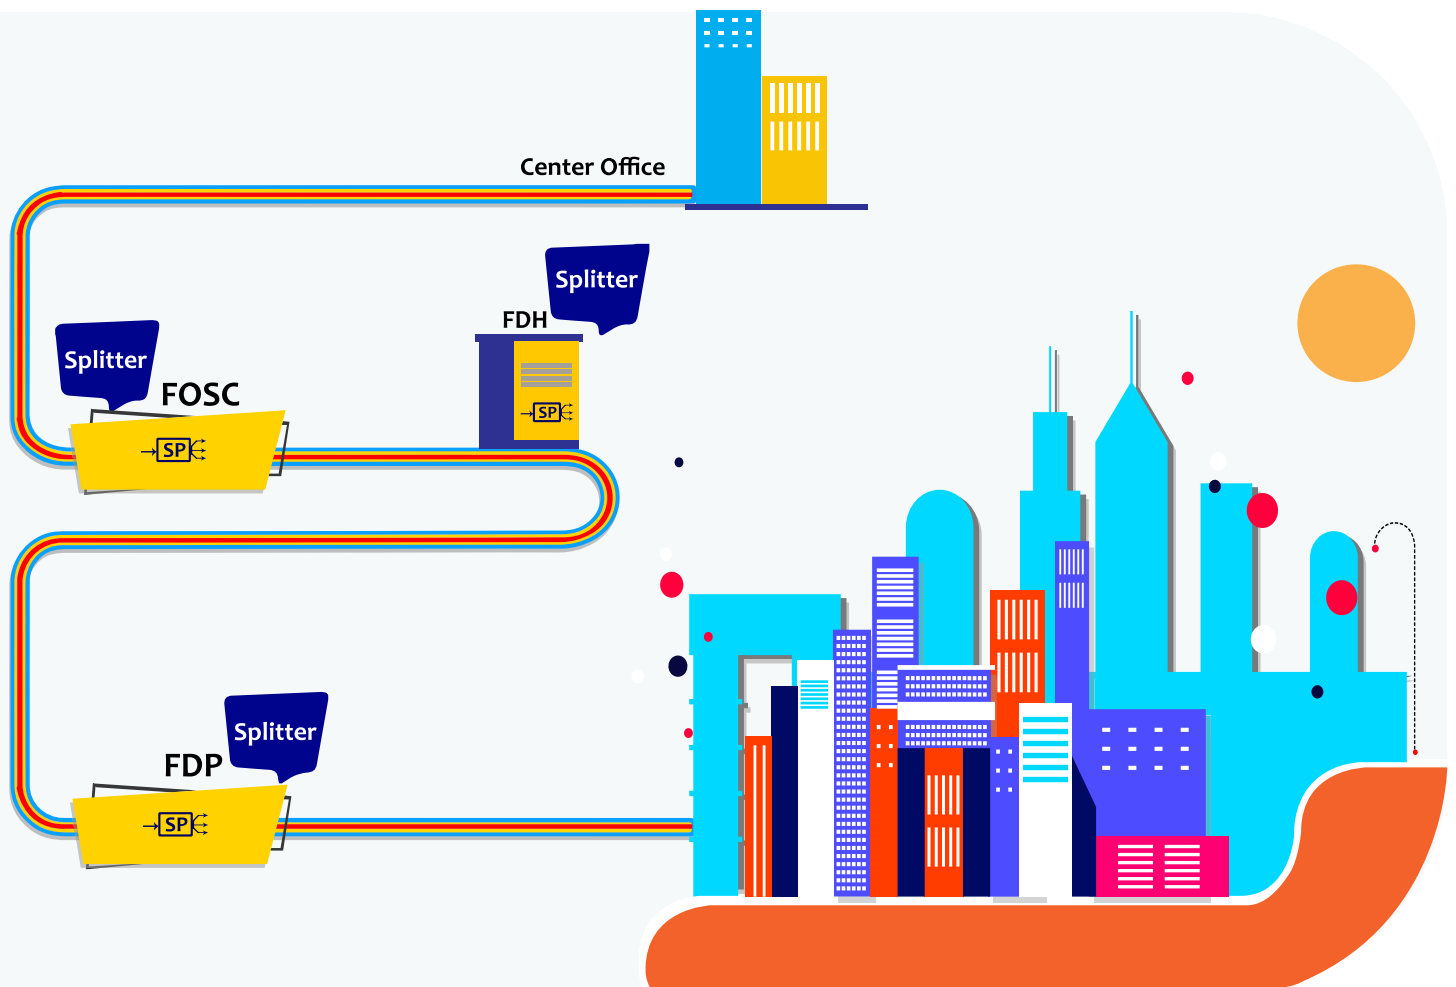 Center Office
Splitter
FDH
SP
Splitter
FOSC
SP
Splitter
FDP
SP